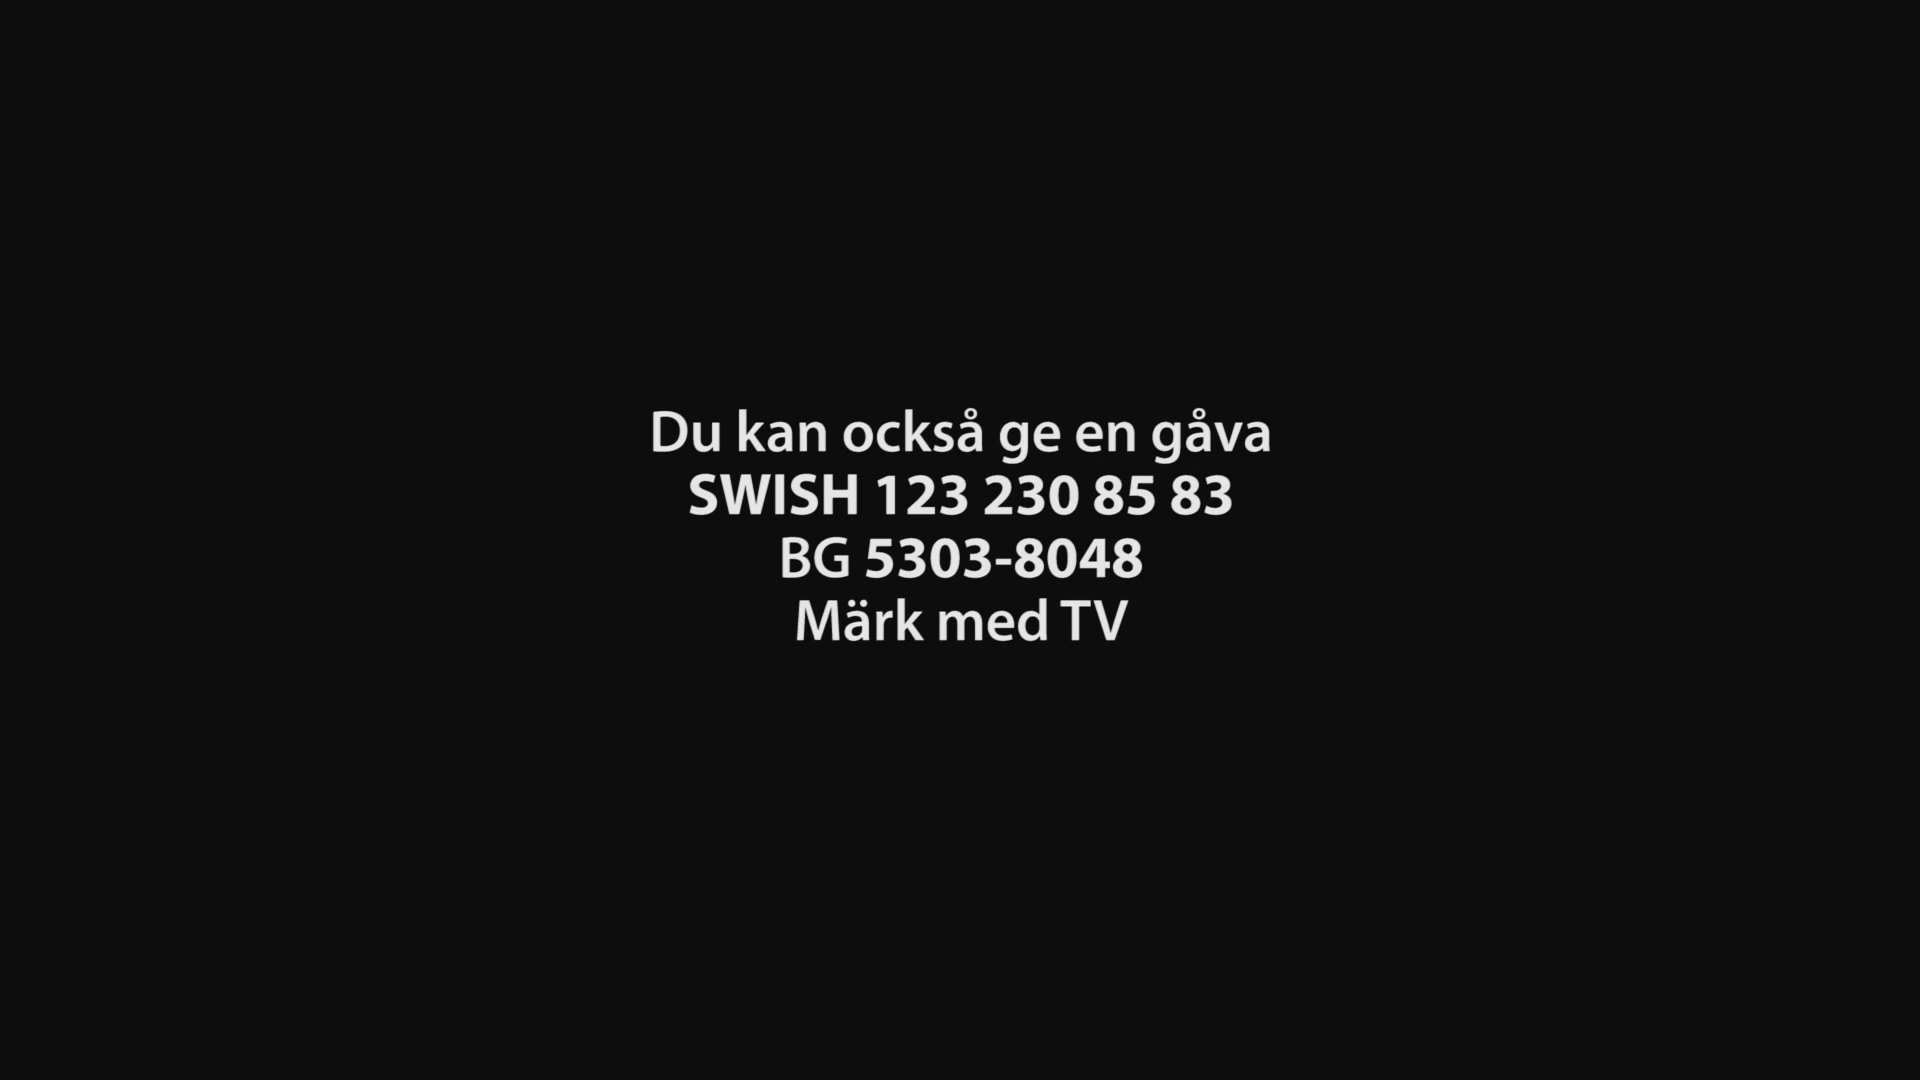 Du kan också ge en gåva
SWISH 123 230 85 83
BG 5303-8048
Märk med TV